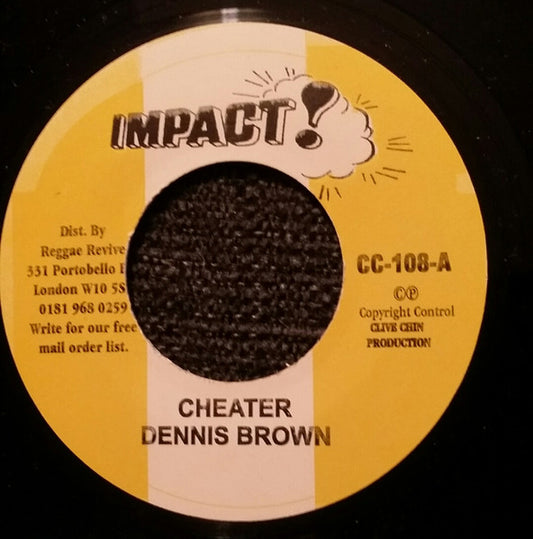 IMPACT!
Dist. By
Reggae Revive
331 Portobello
London W10
0181 968 0259
Write for our free
mail order list.
CC-108-A
©℗
Copyright Control
CLIVE CHIN
PRODUCTION
CHEATER
DENNIS BROWN